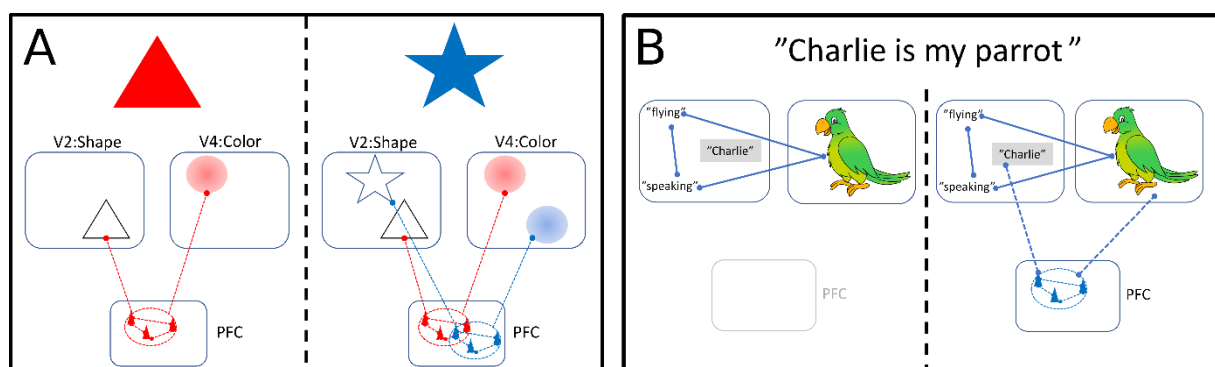 A
V2:Shape V4:Color
PFC
V2:Shape V4:Color
PFC
B
"Charlie is my parrot"
"flying"
"Charlie"
"speaking"
PFC
"flying"
"Charlie"
"speaking"
PFC